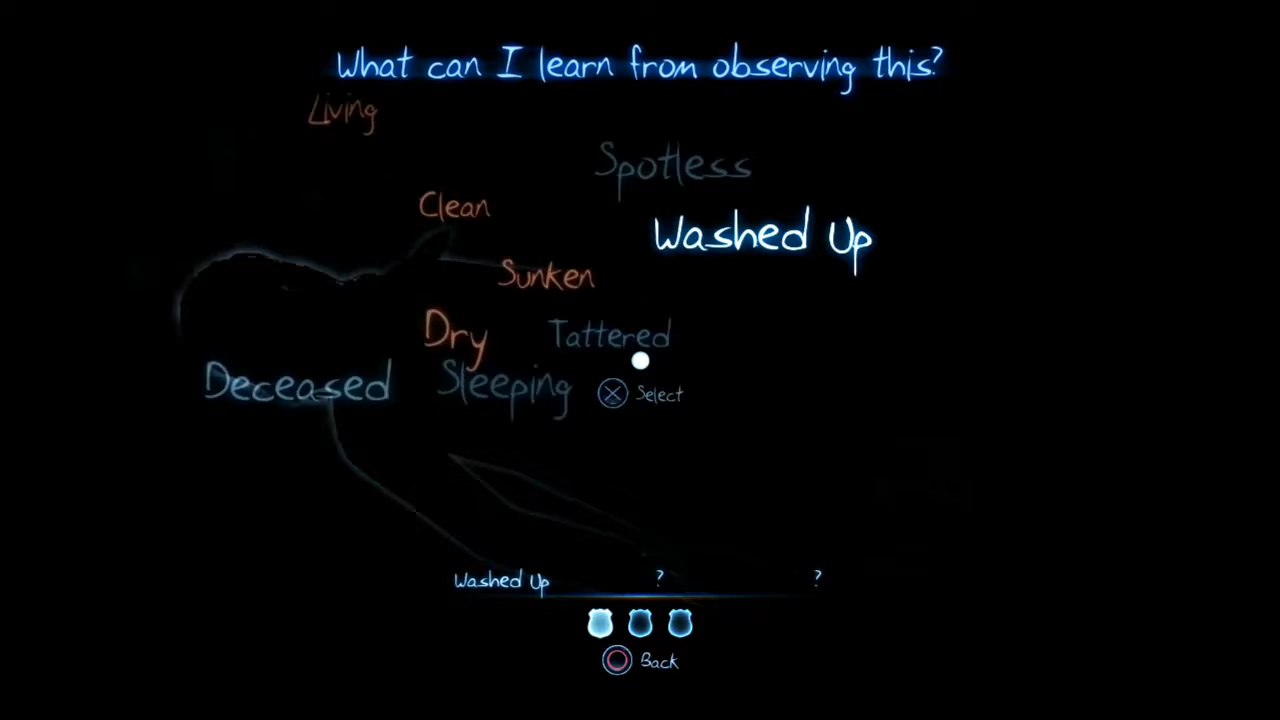 What can I learn from observing this?
Living
Spotless
Clean
Washed Up
Sunken
Dry
Tattered
Deceased
Sleeping
Select
Washed Up ? ?
Back